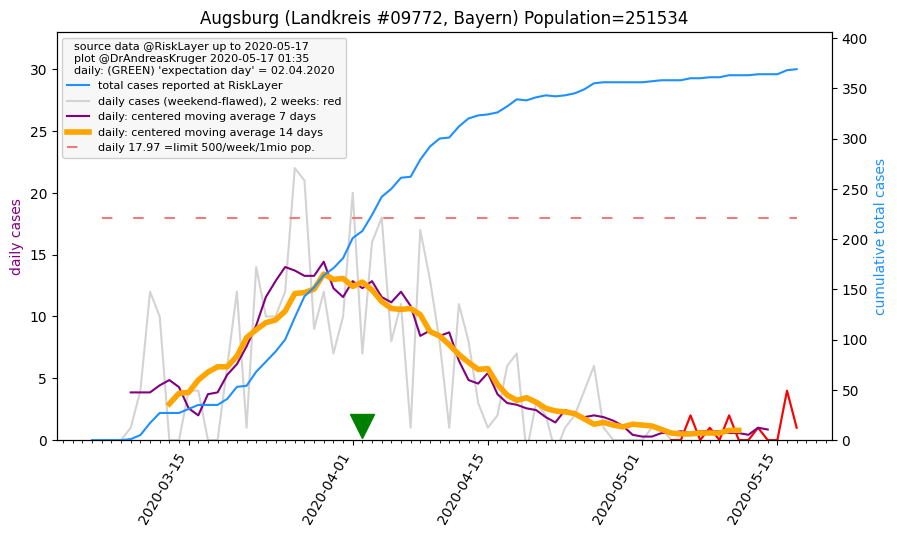 Augsburg (Landkreis #09772, Bayern) Population=251534
source data @RiskLayer up to 2020-05-17
plot @DrAndreasKruger 2020-05-17 01:35
daily: (GREEN) 'expectation day' = 02.04.2020
total cases reported at RiskLayer
daily cases (weekend-flawed), 2 weeks: red
daily: centered moving average 7 days
daily: centered moving average 14 days
daily 17.97 =limit 500/week/1mio pop.
daily cases
30
25
20
15
10
5
0
cumulative total cases
400
350
300
250
200
150
100
50
0
2020-03-15
2020-04-01
2020-04-15
2020-05-01
2020-05-15